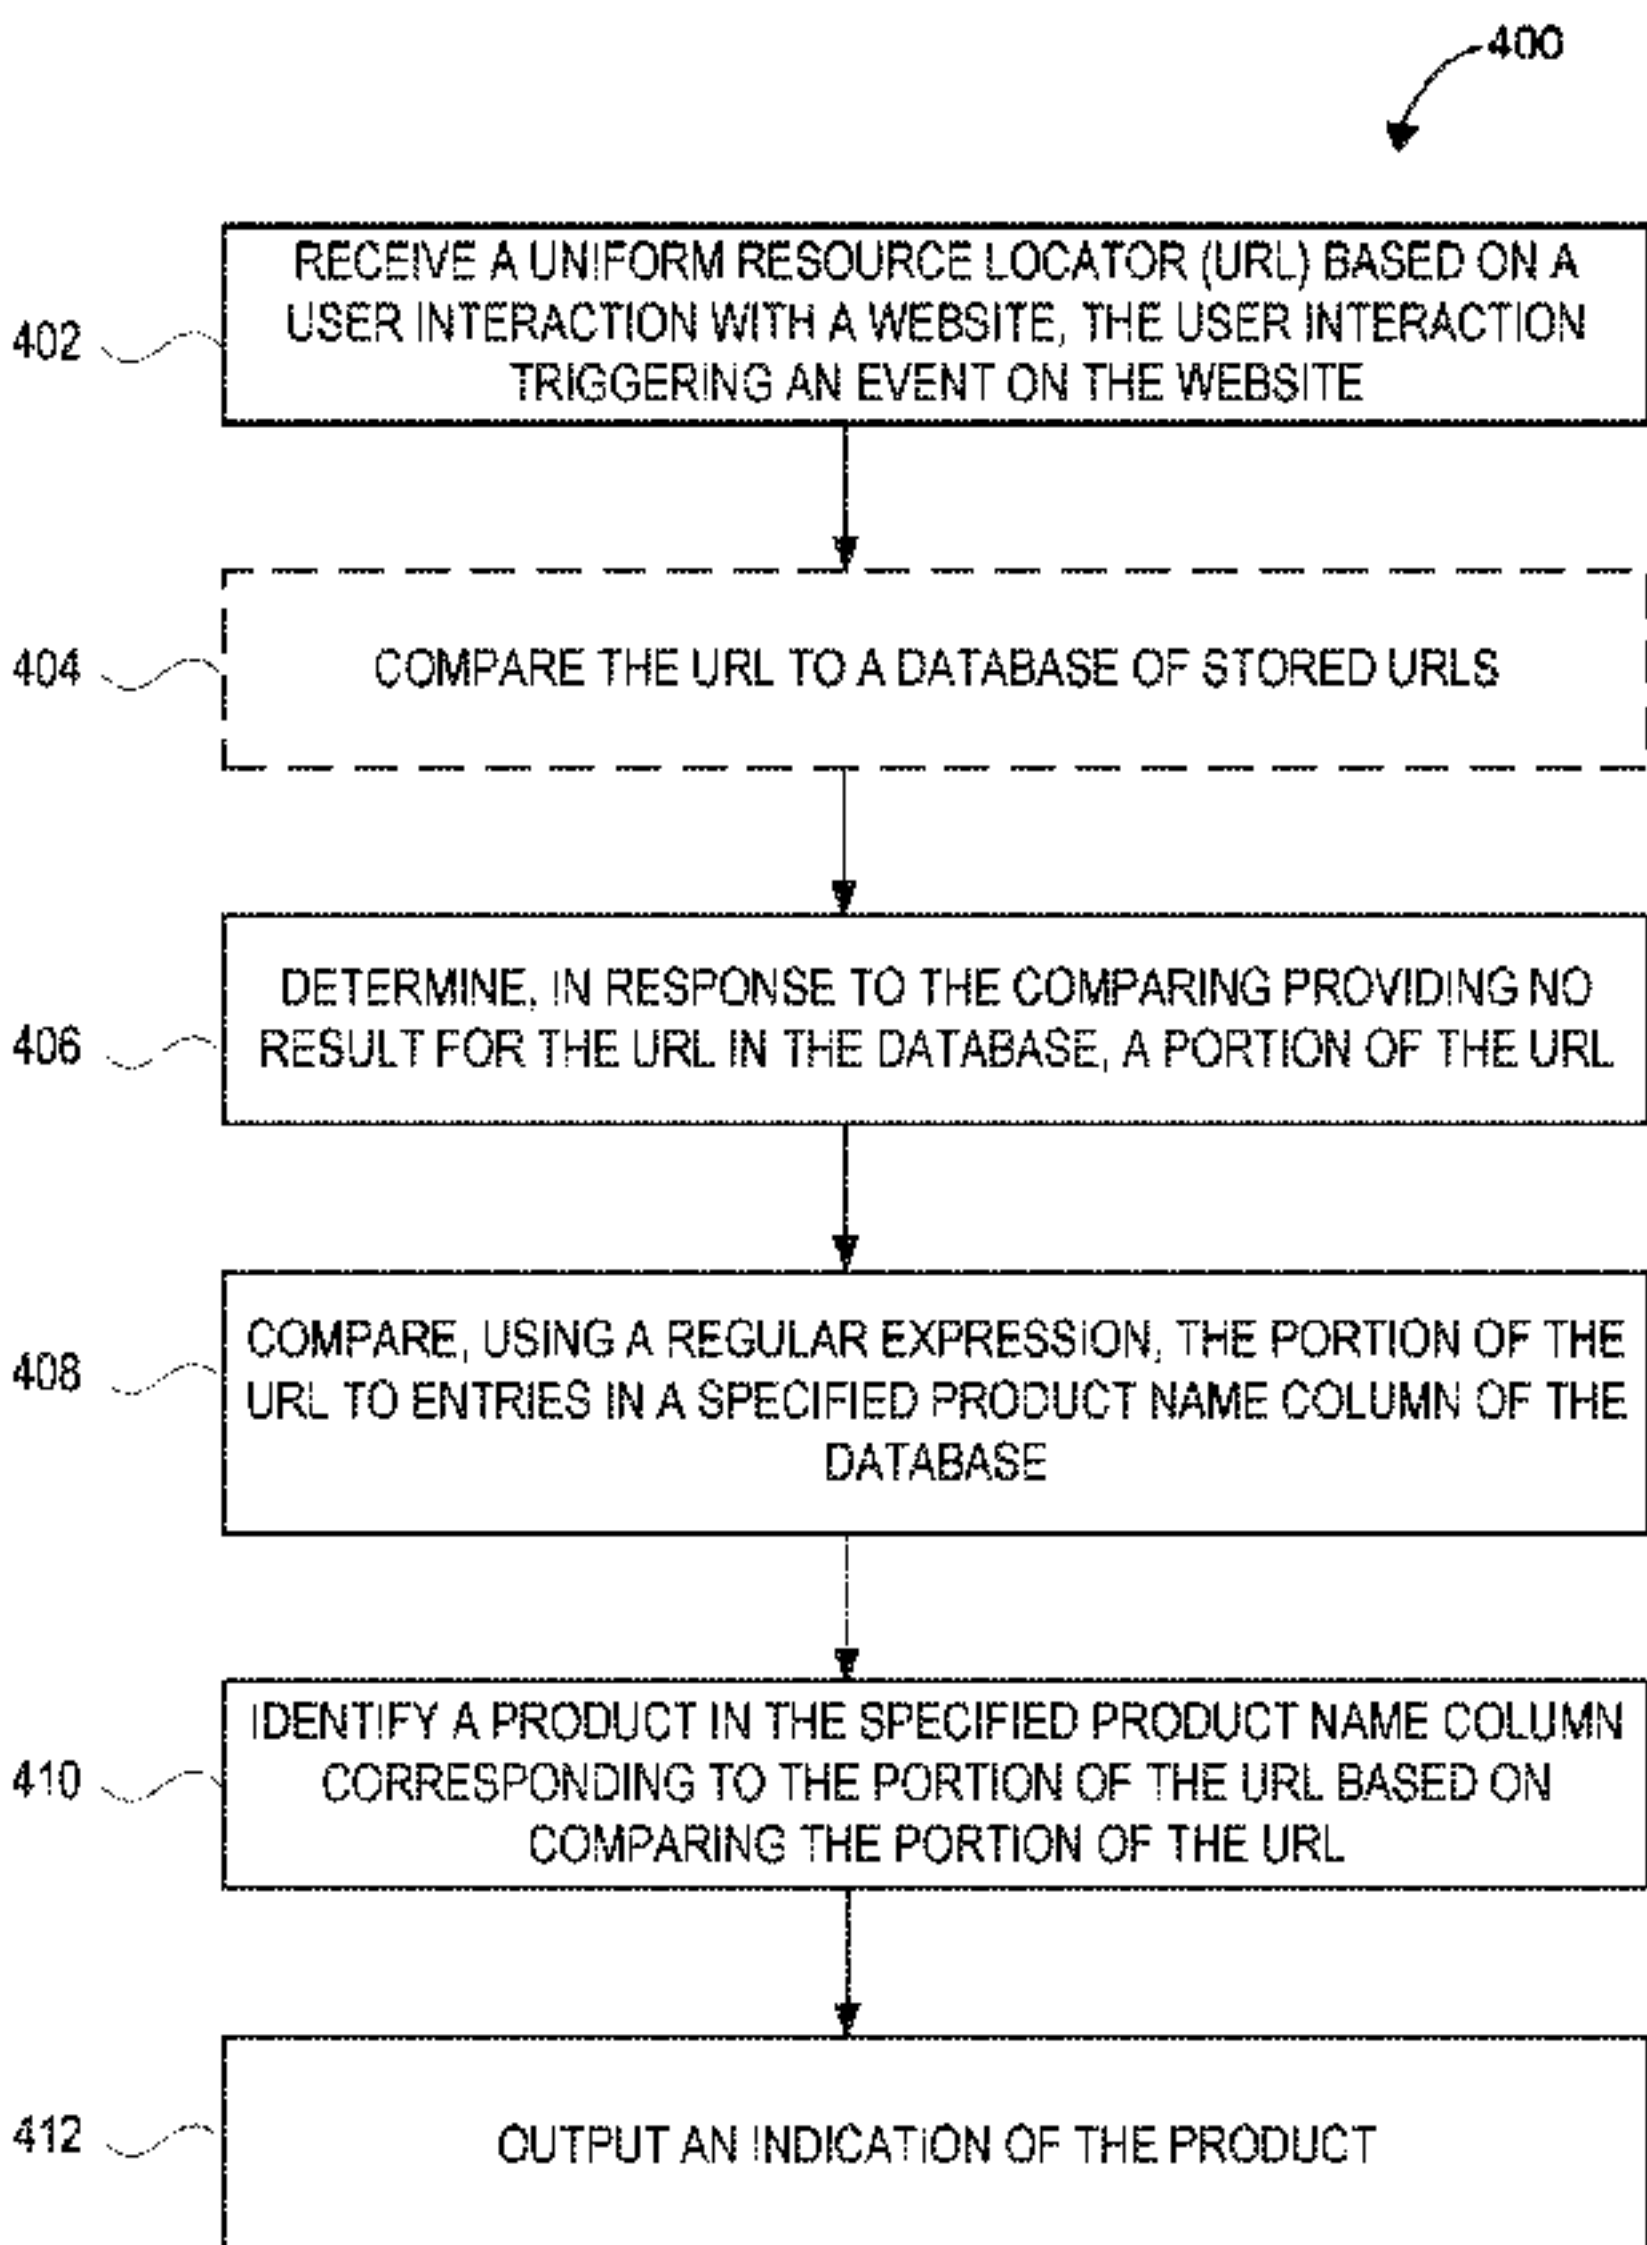 400
402
RECEIVE A UNIFORM RESOURCE LOCATOR (URL) BASED ON A
USER INTERACTION WITH A WEBSITE, THE USER INTERACTION
TRIGGERING AN EVENT ON THE WEBSITE
404
COMPARE THE URL TO A DATABASE OF STORED URLS
406
DETERMINE, IN RESPONSE TO THE COMPARING PROVIDING NO
RESULT FOR THE URL IN THE DATABASE, A PORTION OF THE URL
408
COMPARE, USING A REGULAR EXPRESSION, THE PORTION OF THE
URL TO ENTRIES IN A SPECIFIED PRODUCT NAME COLUMN OF THE
DATABASE
410
IDENTIFY A PRODUCT IN THE SPECIFIED PRODUCT NAME COLUMN
CORRESPONDING TO THE PORTION OF THE URL BASED ON
COMPARING THE PORTION OF THE URL
412
OUTPUT AN INDICATION OF THE PRODUCT